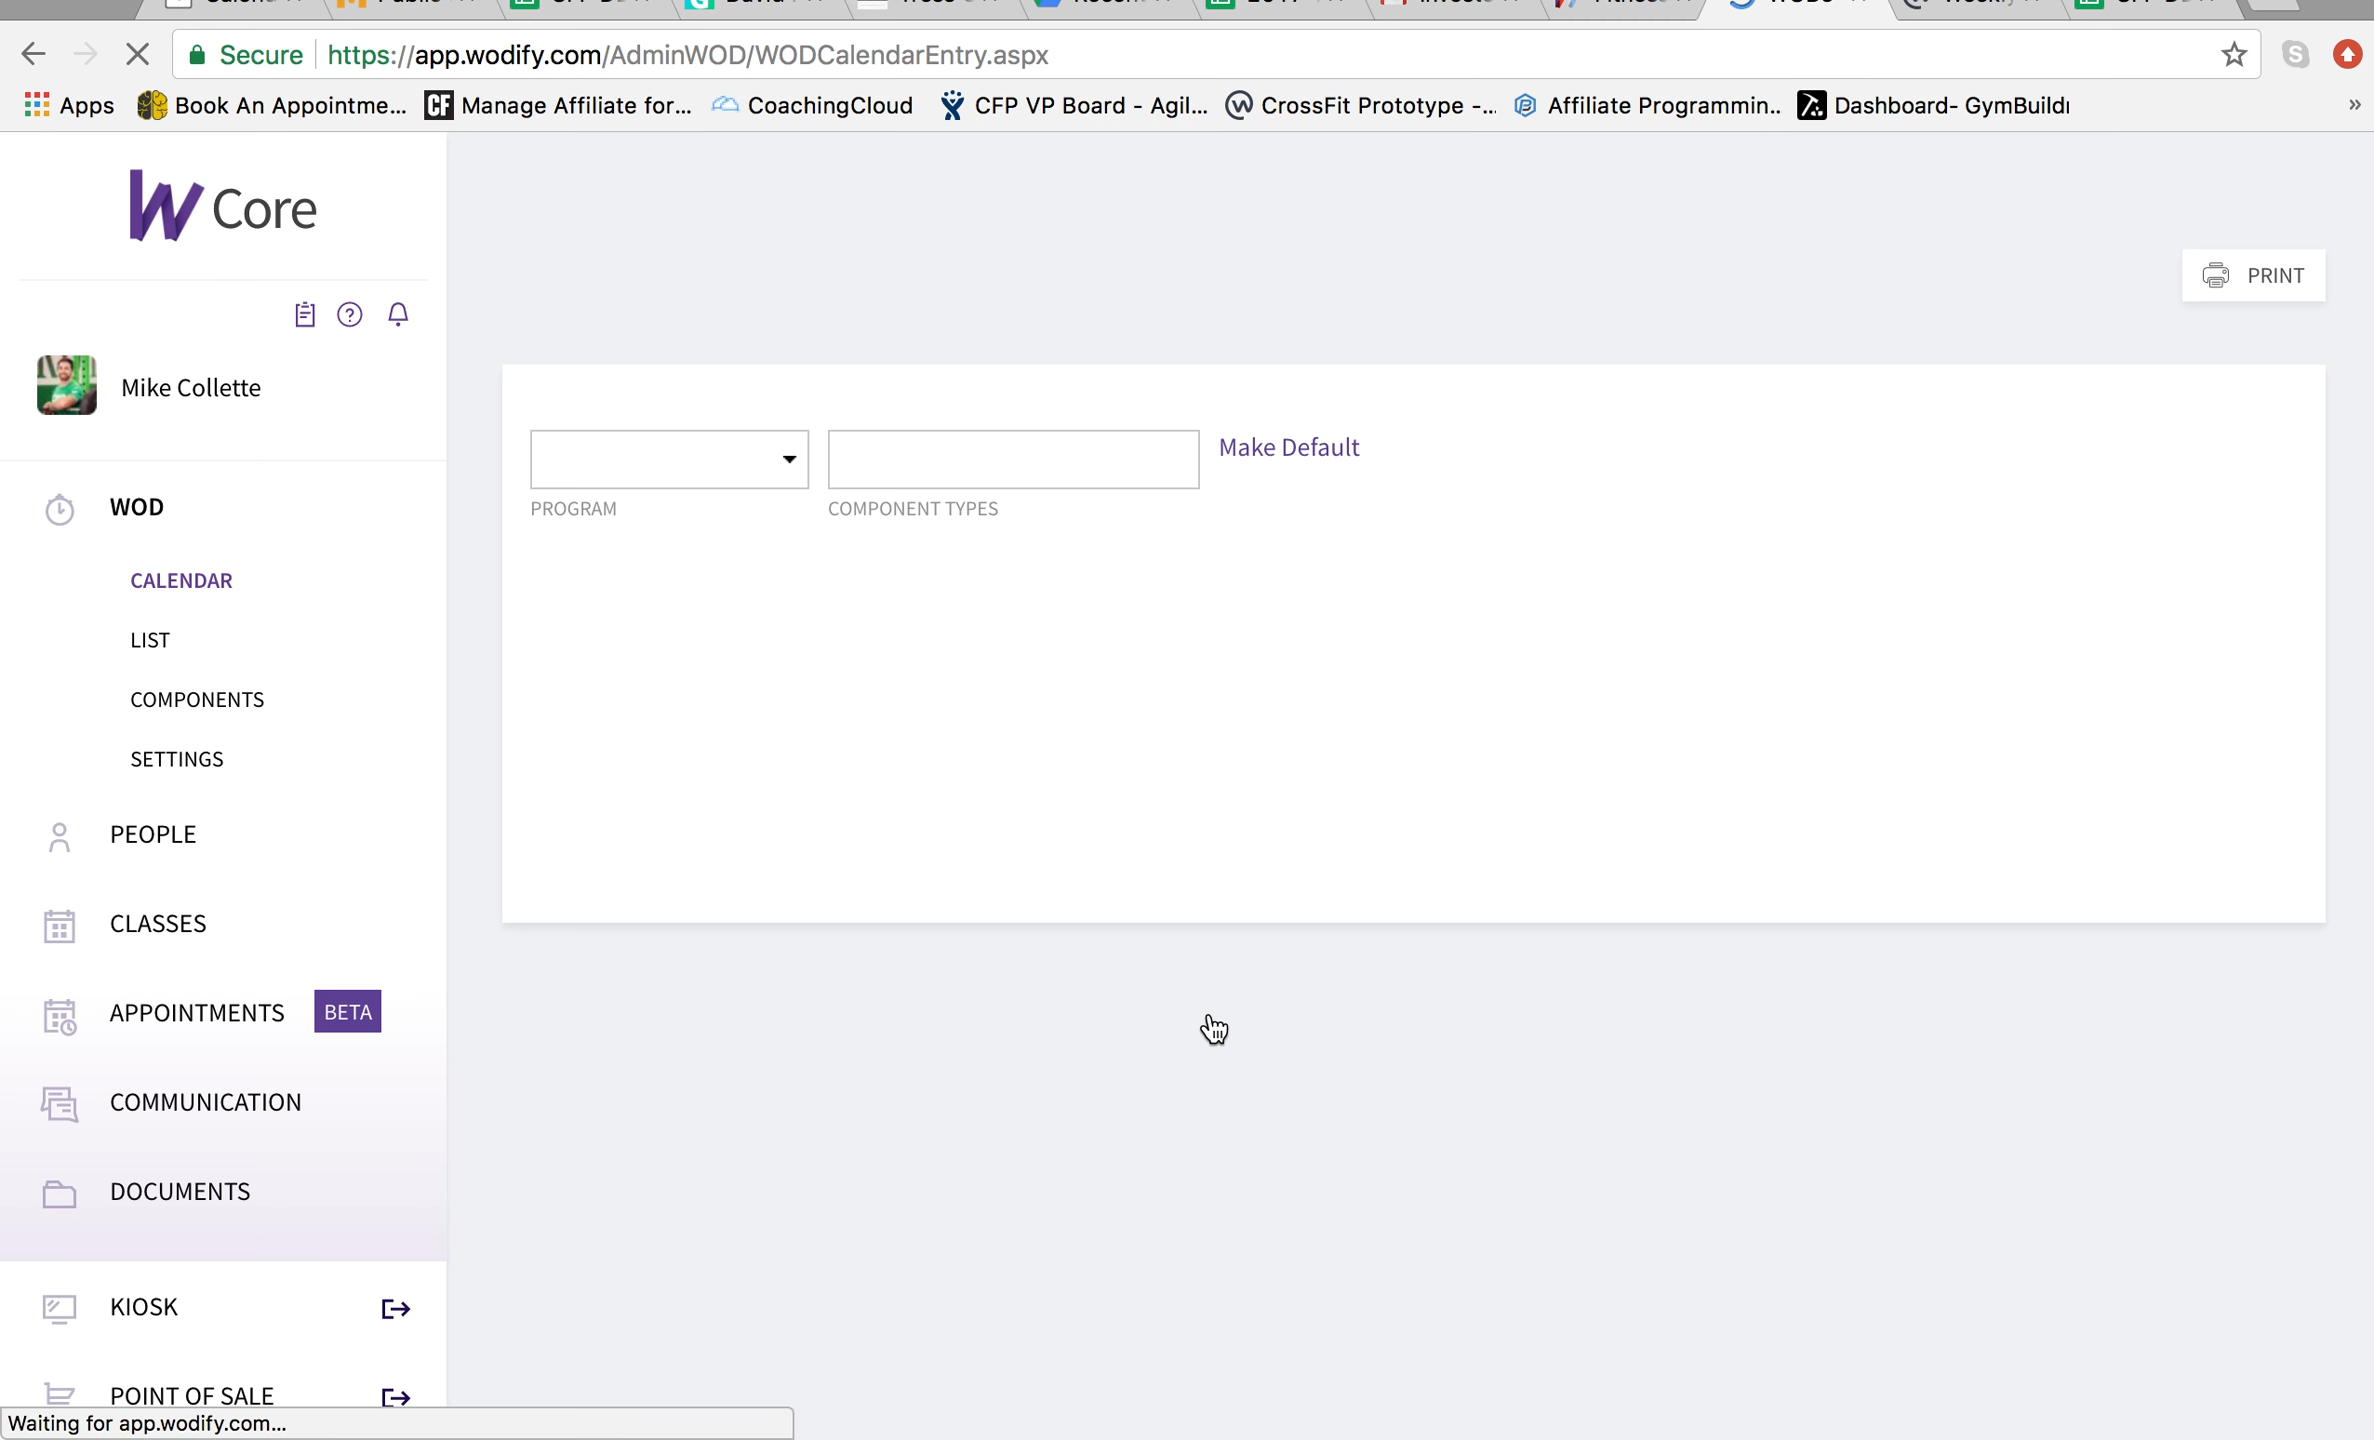 Secure https://app.wodify.com/AdminWOD/WODCalendarEntry.aspx
Apps Book An Appointme... Manage Affiliate for... CoachingCloud CFP VP Board - Agil... CrossFit Prototype -... Affiliate Programmin.. Dashboard- GymBuildr »
W Core
PRINT
Mike Collette
Make Default
PROGRAM COMPONENT TYPES
WOD
CALENDAR
LIST
COMPONENTS
SETTINGS
PEOPLE
CLASSES
APPOINTMENTS BETA
COMMUNICATION
DOCUMENTS
KIOSK
POINT OF SALE
Waiting for app.wodify.com...